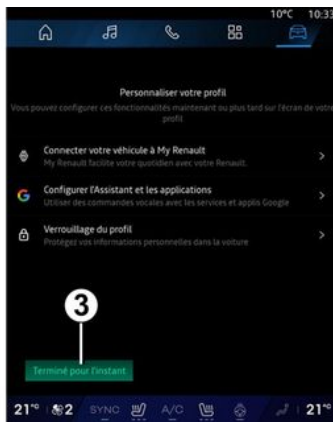 10°C 10:33
Personnaliser votre profil
Vous pouvez configurer ces fonctionnalités maintenant ou plus tard sur l'écran de votre
profil
Connecter votre véhicule à My Renault
My Renault facilite votre quotidien avec votre Renault.
Configurer l'Assistant et les applications
Utiliser des commandes vocales avec les services et applis Google
Verrouillage du profil
Protégez vos informations personnelles dans la voiture
3
Terminé pour l'instant
21°° 2 SYNC A/C 21°°